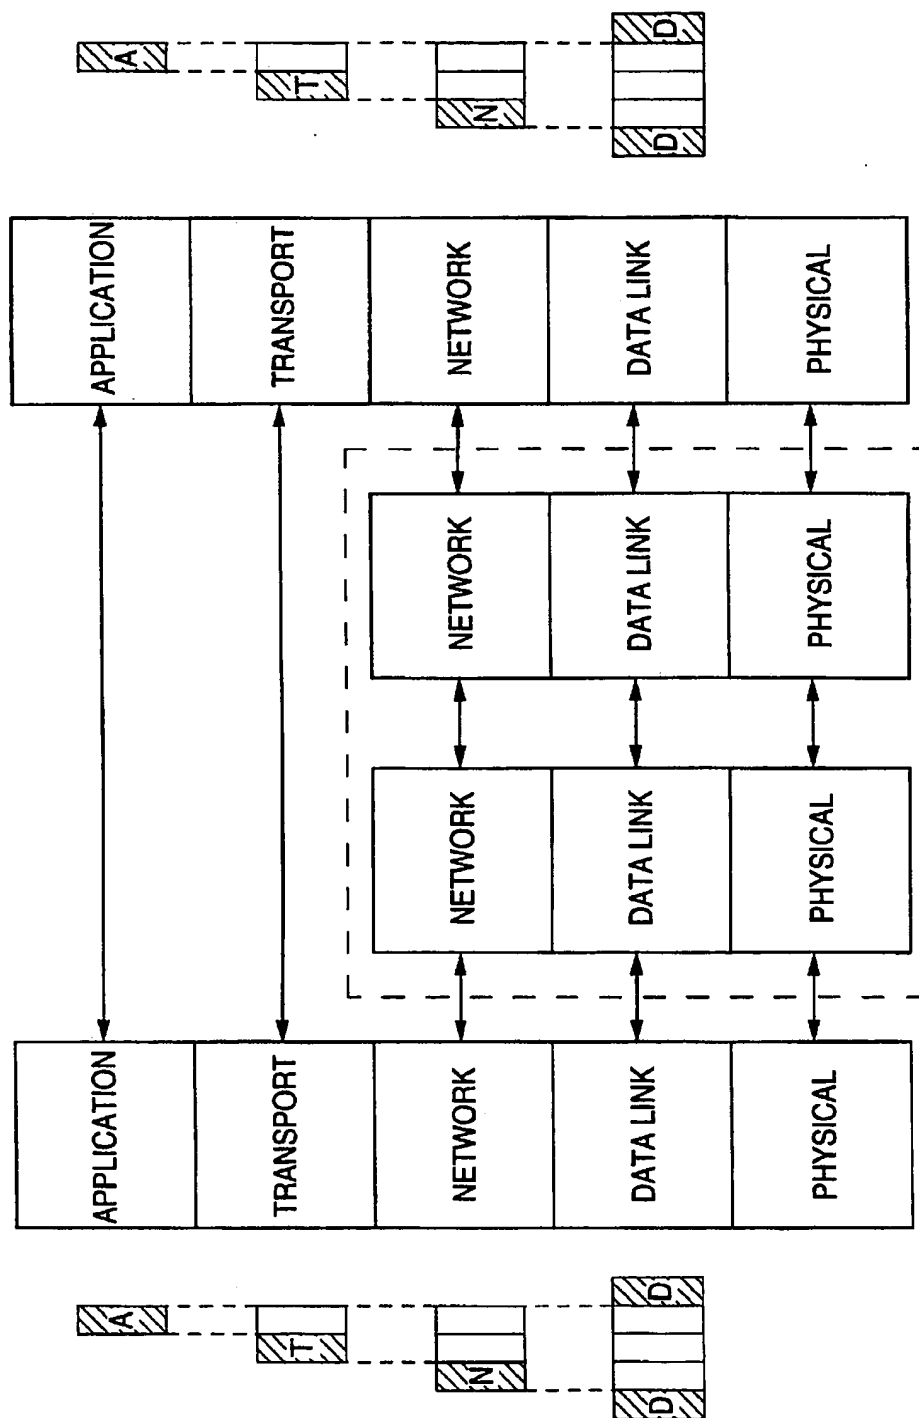 A APPLICATION APPLICATION A
T TRANSPORT TRANSPORT T
N NETWORK NETWORK NETWORK NETWORK N
D D DATA LINK DATA LINK DATA LINK DATA LINK D D
PHYSICAL PHYSICAL PHYSICAL PHYSICAL